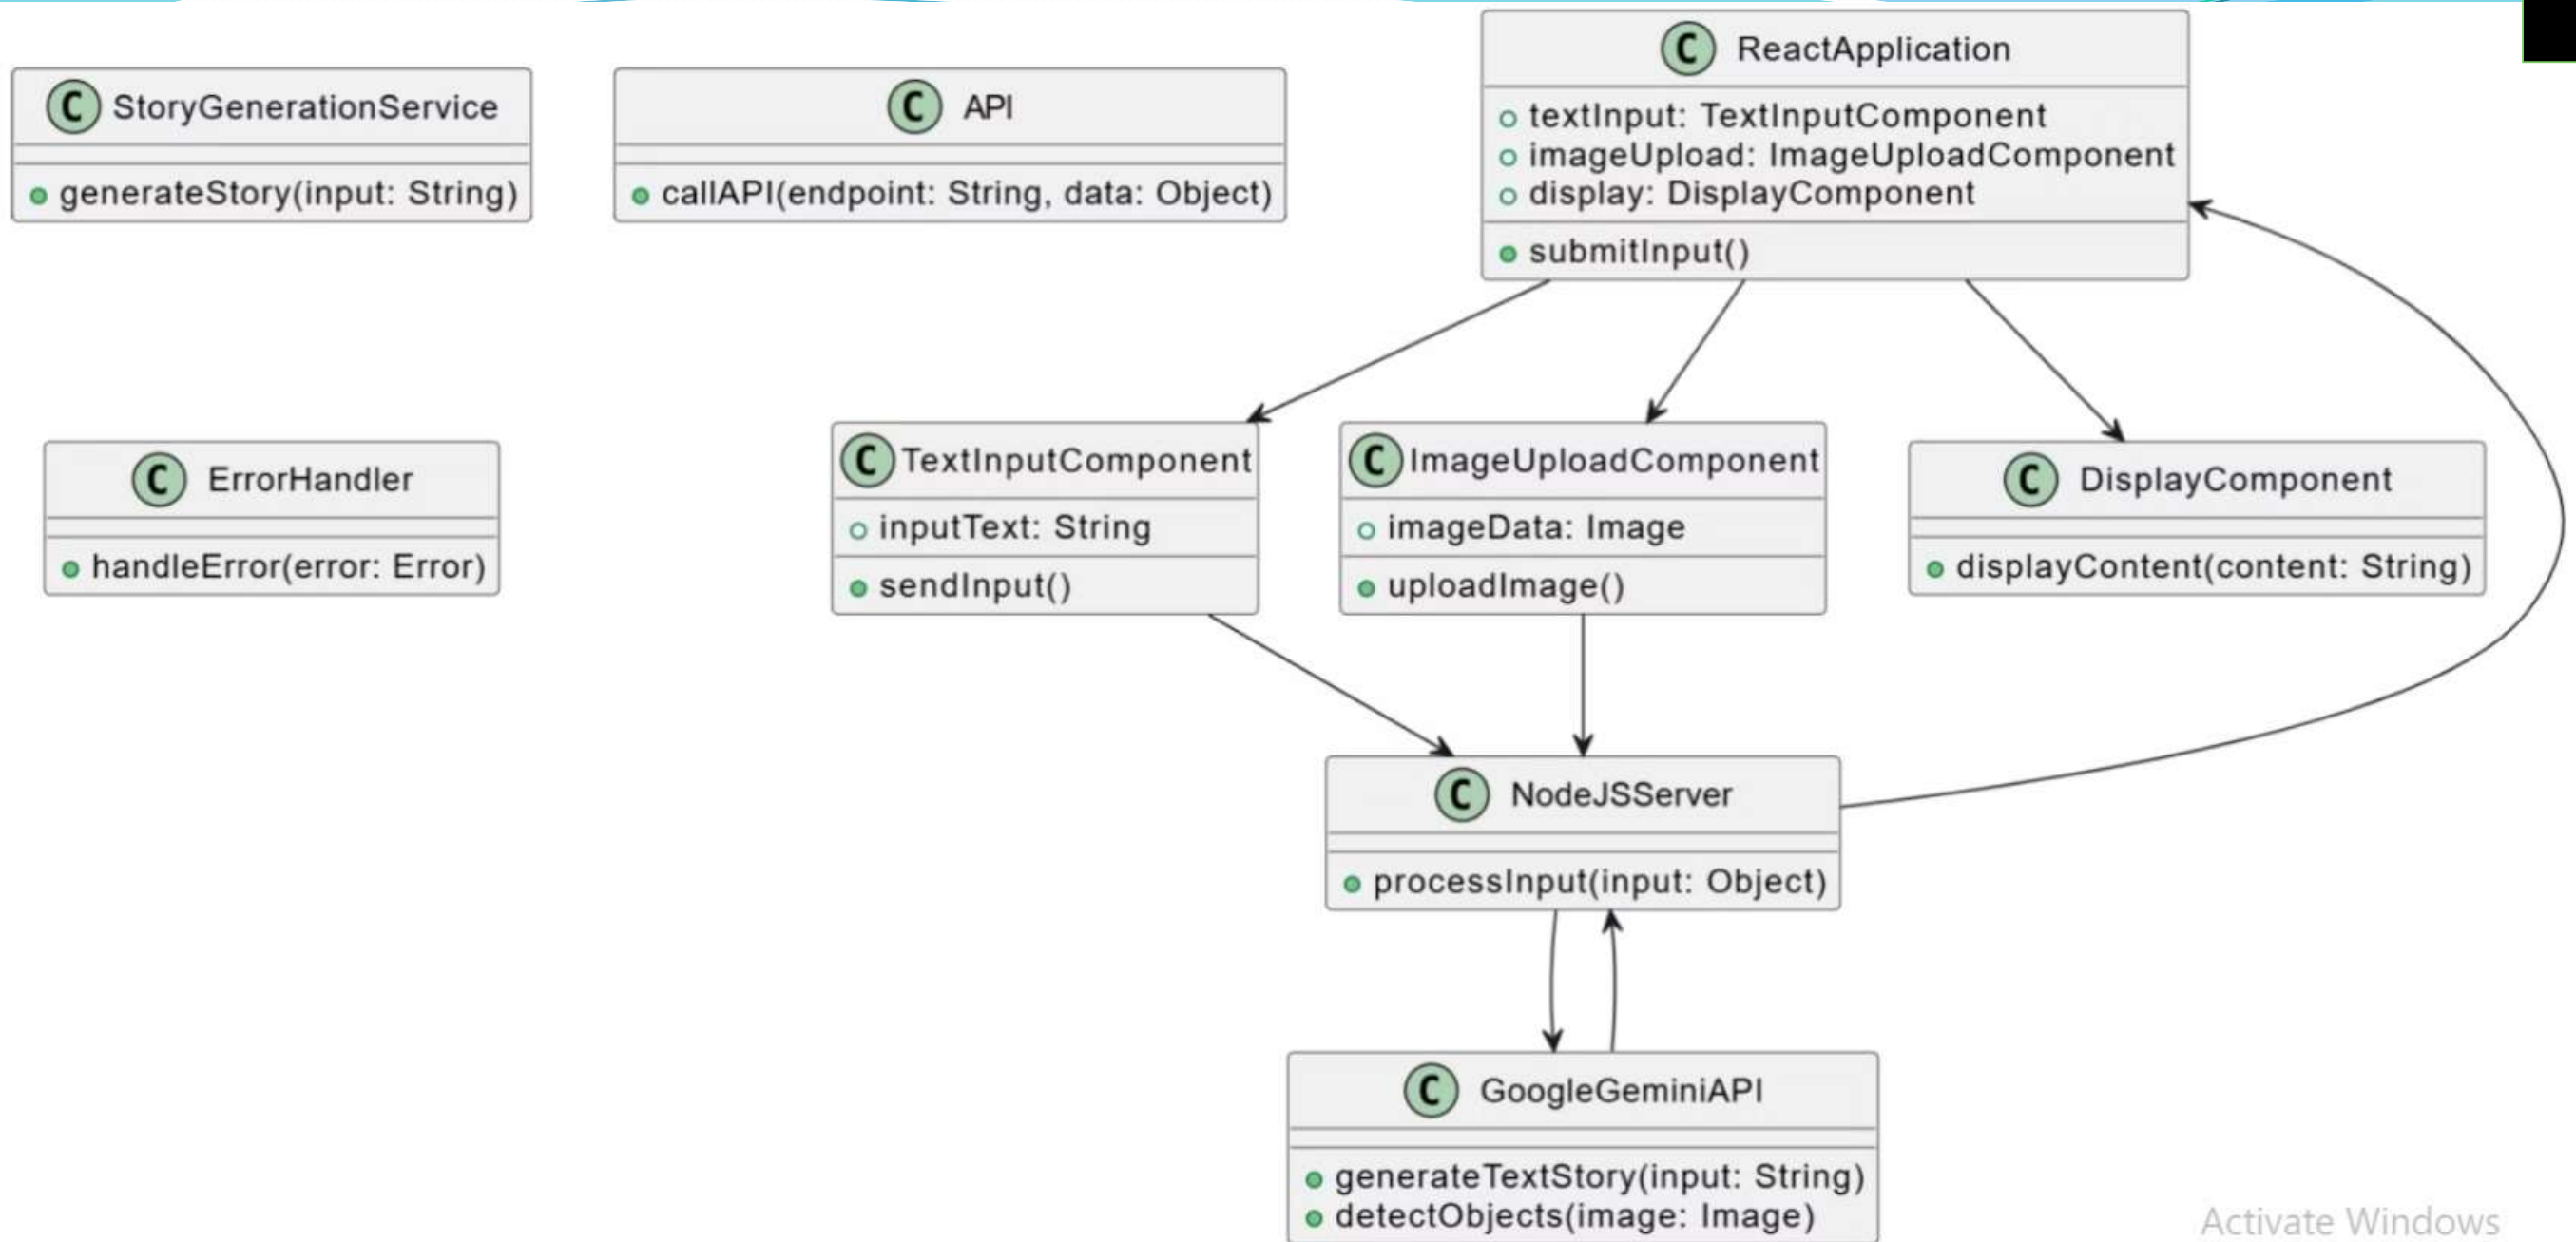 C StoryGenerationService
generateStory(input: String)
C API
callAPI(endpoint: String, data: Object)
C ReactApplication
textInput: TextInputComponent
imageUpload: ImageUploadComponent
display: DisplayComponent
submitInput()
C ErrorHandler
handleError(error: Error)
C TextInputComponent
inputText: String
sendInput()
C ImageUploadComponent
imageData: Image
uploadImage()
C DisplayComponent
displayContent(content: String)
C NodeJSServer
processInput(input: Object)
C GoogleGeminiAPI
generateTextStory(input: String)
detectObjects(image: Image)
Activate Windows